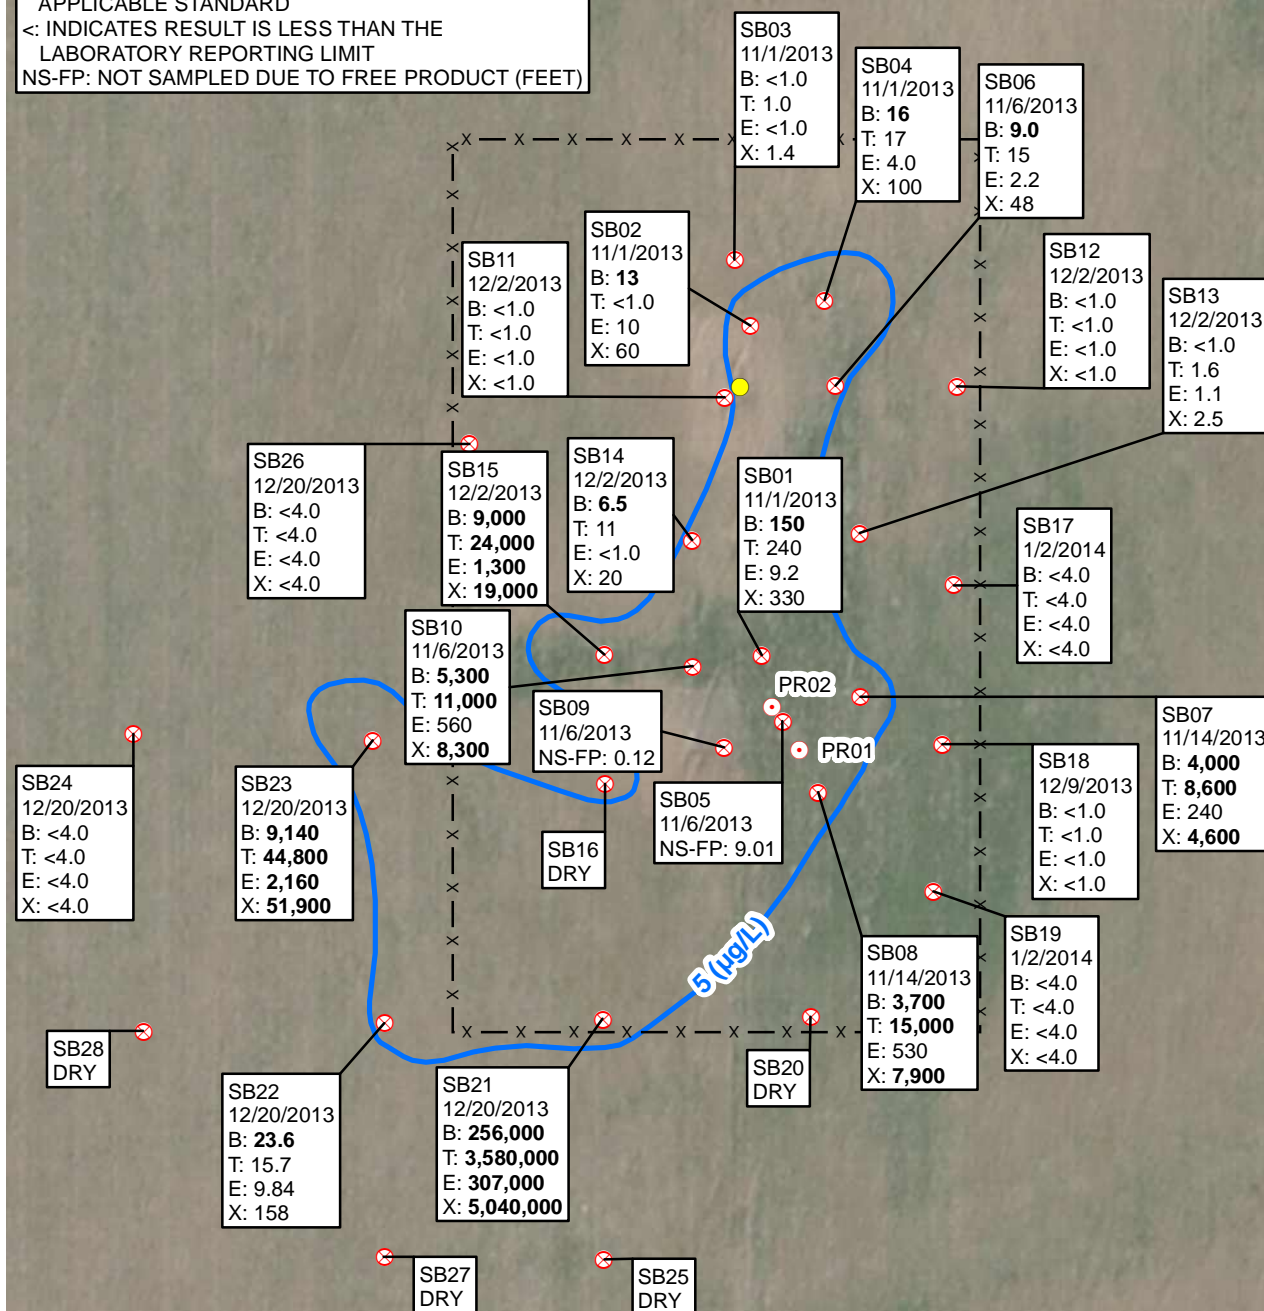 APPLICABLE STANDARD
<: INDICATES RESULT IS LESS THAN THE
LABORATORY REPORTING LIMIT
NS-FP: NOT SAMPLED DUE TO FREE PRODUCT (FEET)
SB03
11/1/2013
B: <1.0
T: 1.0
E: <1.0
X: 1.4
SB04
11/1/2013
B: 16
T: 17
E: 4.0
X: 100
SB06
11/6/2013
B: 9.0
T: 15
E: 2.2
X: 48
SB02
11/1/2013
B: 13
T: <1.0
E: 10
X: 60
SB11
12/2/2013
B: <1.0
T: <1.0
E: <1.0
X: <1.0
SB12
12/2/2013
B: <1.0
T: <1.0
E: <1.0
X: <1.0
SB13
12/2/2013
B: <1.0
T: 1.6
E: 1.1
X: 2.5
SB26
12/20/2013
B: <4.0
T: <4.0
E: <4.0
X: <4.0
SB15
12/2/2013
B: 9,000
T: 24,000
E: 1,300
X: 19,000
SB14
12/2/2013
B: 6.5
T: 11
E: <1.0
X: 20
SB01
11/1/2013
B: 150
T: 240
E: 9.2
X: 330
SB17
1/2/2014
B: <4.0
T: <4.0
E: <4.0
X: <4.0
SB10
11/6/2013
B: 5,300
T: 11,000
E: 560
X: 8,300
PR02
SB09
11/6/2013
NS-FP: 0.12
PR01
SB07
11/14/2013
B: 4,000
T: 8,600
E: 240
X: 4,600
SB24
12/20/2013
B: <4.0
T: <4.0
E: <4.0
X: <4.0
SB23
12/20/2013
B: 9,140
T: 44,800
E: 2,160
X: 51,900
SB05
11/6/2013
NS-FP: 9.01
SB18
12/9/2013
B: <1.0
T: <1.0
E: <1.0
X: <1.0
SB16
DRY
5 (µg/L)
SB08
11/14/2013
B: 3,700
T: 15,000
E: 530
X: 7,900
SB19
1/2/2014
B: <4.0
T: <4.0
E: <4.0
X: <4.0
SB28
DRY
SB20
DRY
SB22
12/20/2013
B: 23.6
T: 15.7
E: 9.84
X: 158
SB21
12/20/2013
B: 256,000
T: 3,580,000
E: 307,000
X: 5,040,000
SB27
DRY
SB25
DRY